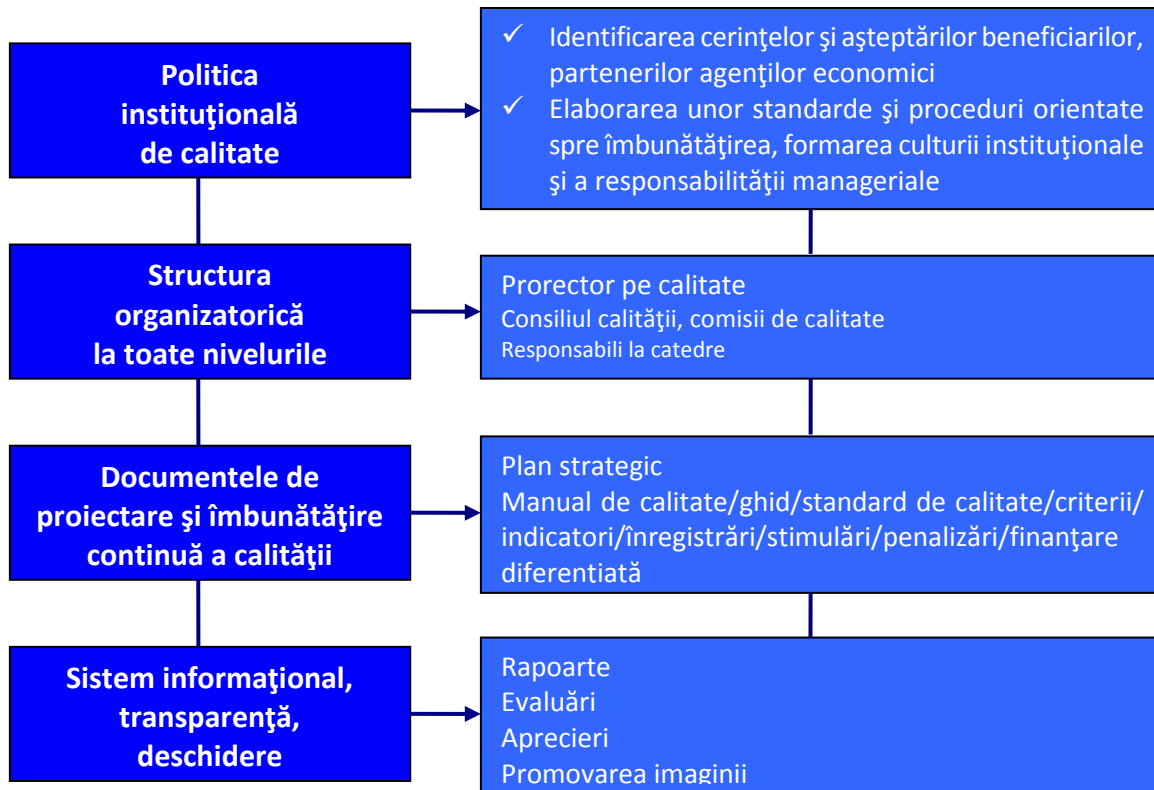 Politica
instituţională
de calitate
✓ Identificarea cerinţelor şi aşteptărilor beneficiarilor,
partenerilor agenţilor economici
✓ Elaborarea unor standarde şi proceduri orientate
spre îmbunătăţirea, formarea culturii instituţionale
şi a responsabilităţii manageriale
Structura
organizatorică
la toate nivelurile
Prorector pe calitate
Consiliul calităţii, comisii de calitate
Responsabili la catedre
Documentele de
proiectare şi îmbunătăţire
continuă a calităţii
Plan strategic
Manual de calitate/ghid/standard de calitate/criterii/
indicatori/înregistrări/stimulări/penalizări/finanţare
diferentiată
Sistem informaţional,
transparenţă,
deschidere
Rapoarte
Evaluări
Aprecieri
Promovarea imaginii